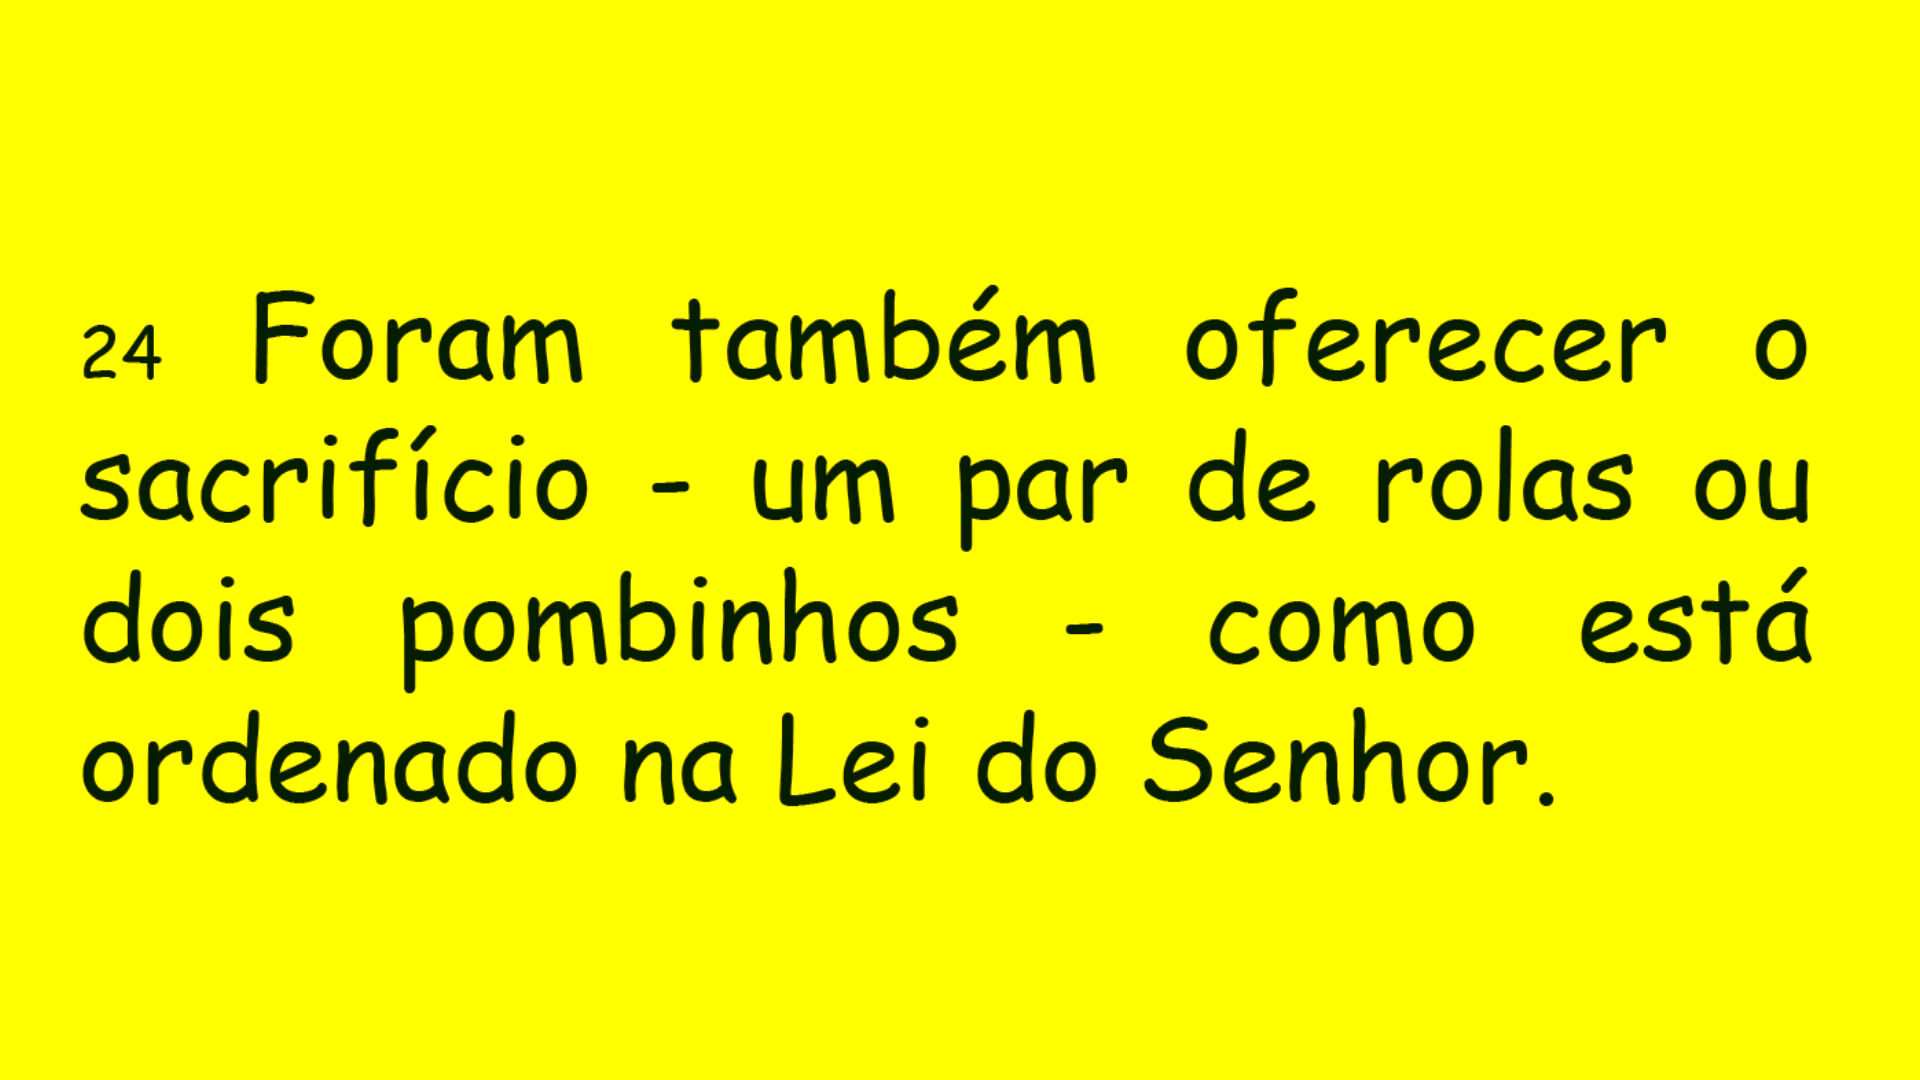 24 Foram também oferecer o
sacrifício - um par de rolas ou
dois pombinhos - como está
ordenado na Lei do Senhor.